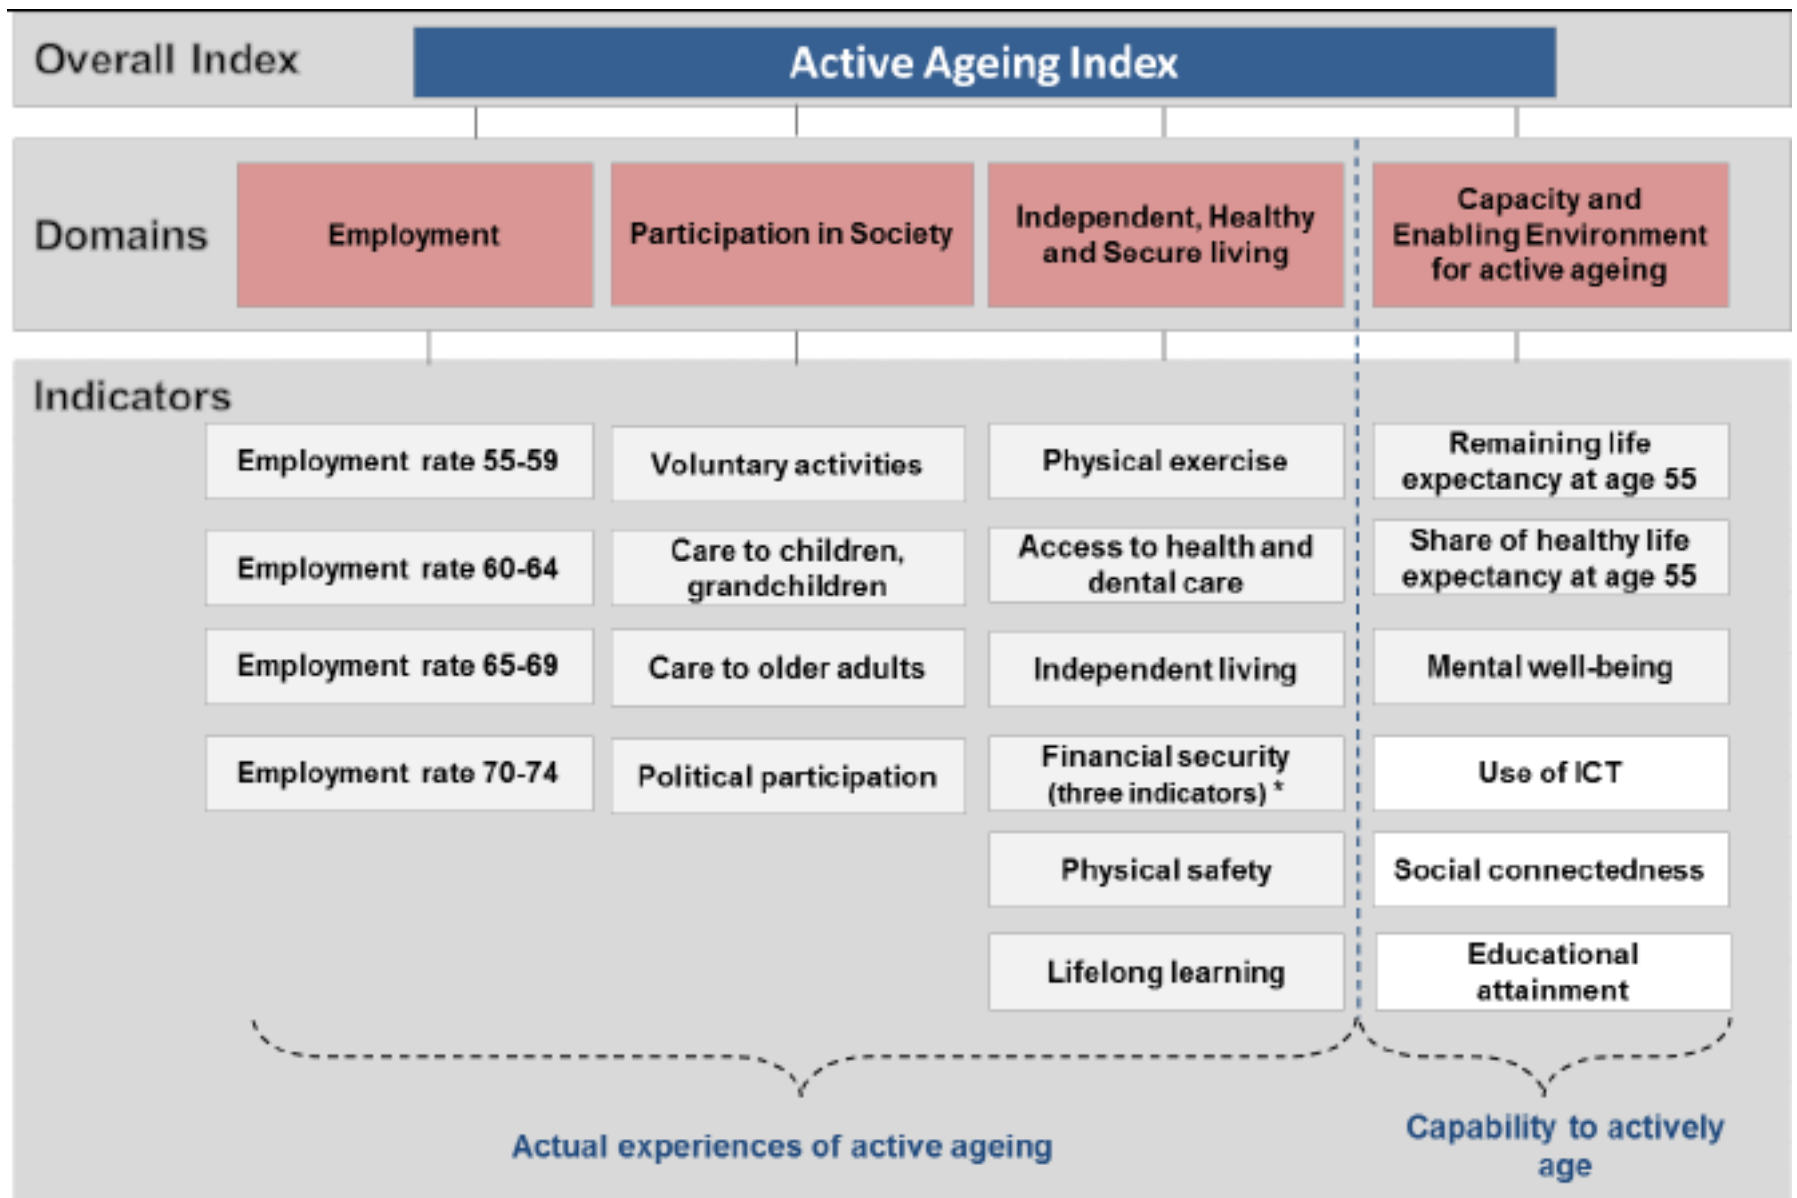 Overall Index
Active Ageing Index
Domains
Employment
Participation in Society
Independent, Healthy
and Secure living
Capacity and
Enabling Environment
for active ageing
Indicators
Employment rate 55-59
Employment rate 60-64
Employment rate 65-69
Employment rate 70-74
Voluntary activities
Care to children,
grandchildren
Care to older adults
Political participation
Physical exercise
Access to health and
dental care
Independent living
Financial security
(three indicators) *
Physical safety
Lifelong learning
Remaining life
expectancy at age 55
Share of healthy life
expectancy at age 55
Mental well-being
Use of ICT
Social connectedness
Educational
attainment
Actual experiences of active ageing
Capability to actively
age